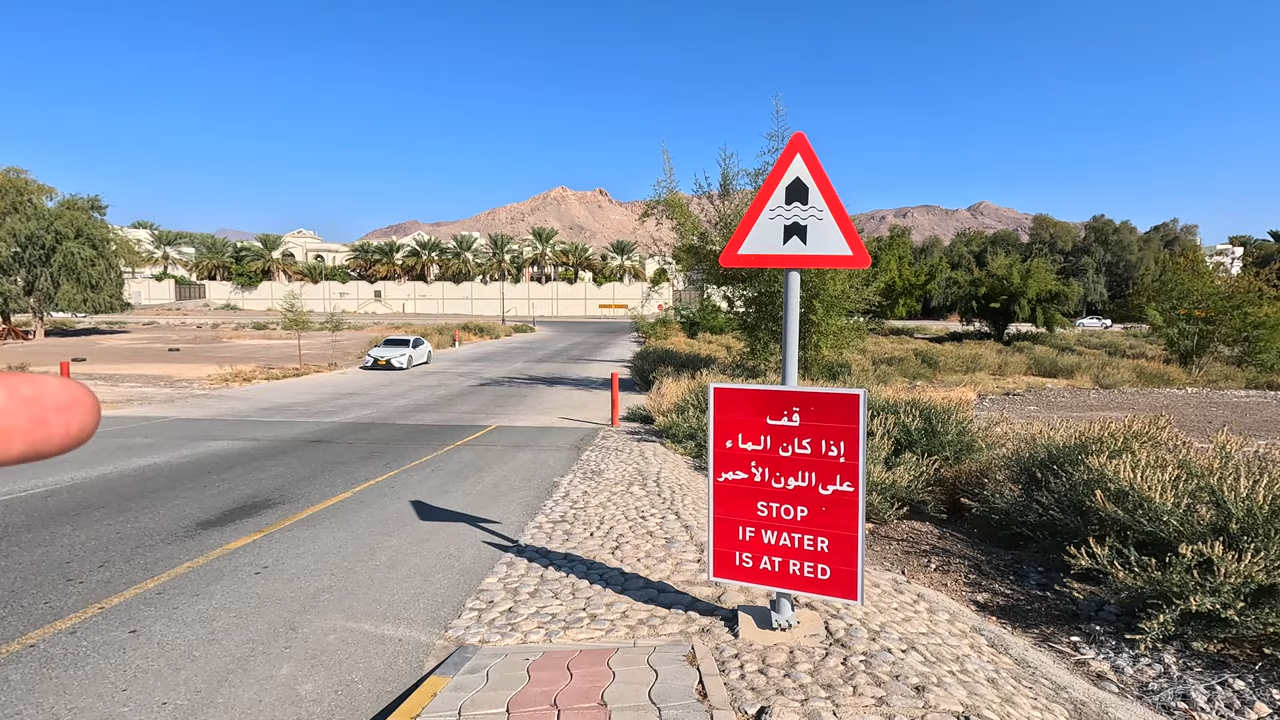 قف
إذا كان الماء
على اللون الأحمر
STOP
IF WATER
IS AT RED